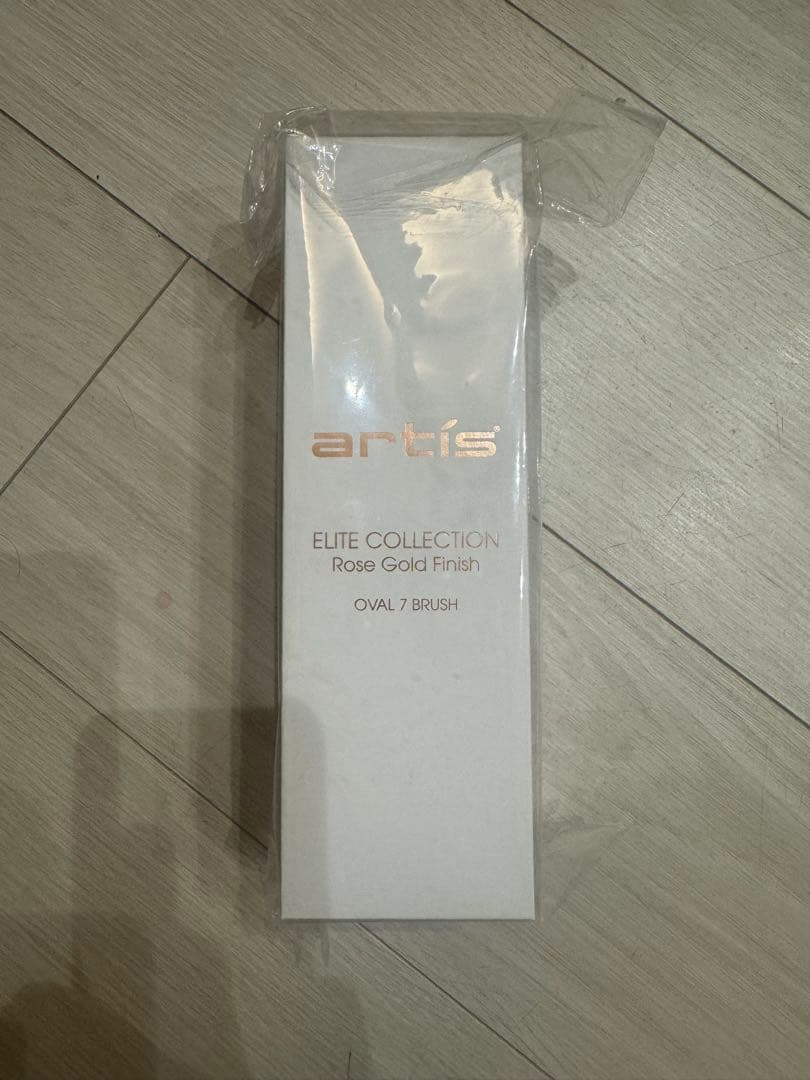 artís®
ELITE COLLECTION
Rose Gold Finish
OVAL 7 BRUSH